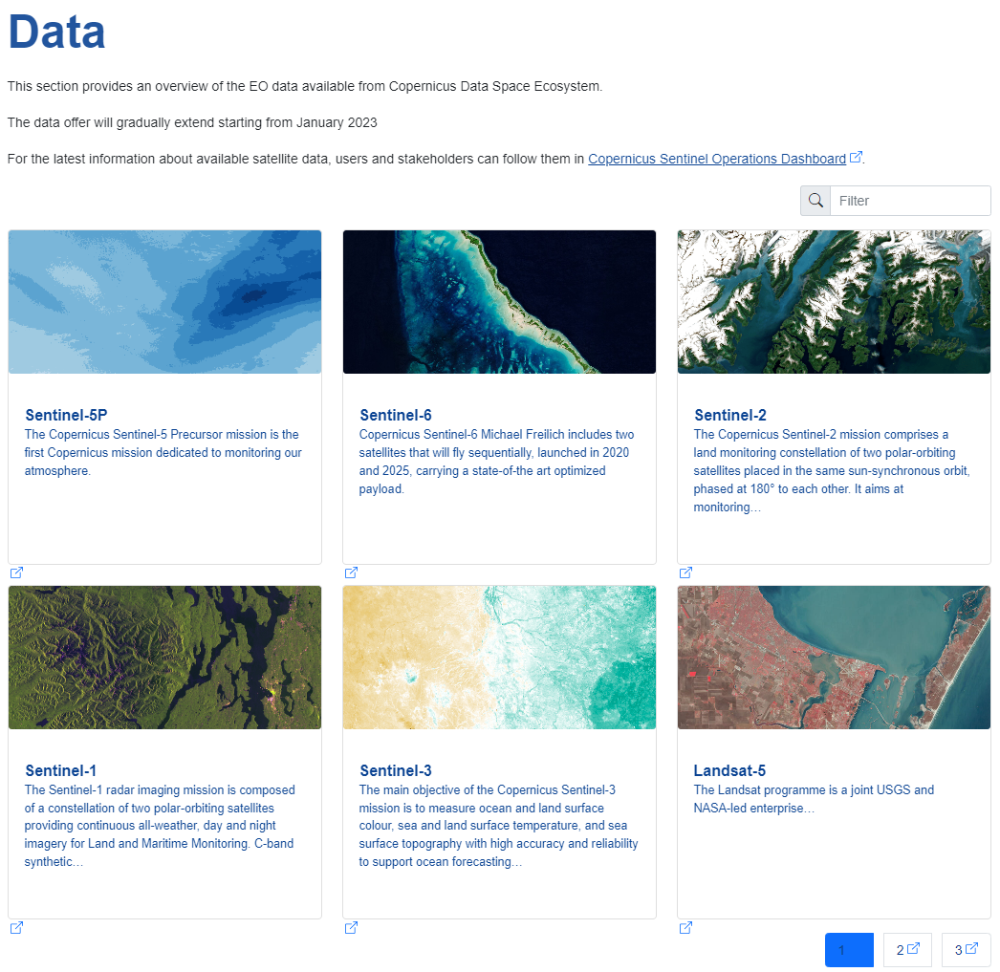 Data
This section provides an overview of the EO data available from Copernicus Data Space Ecosystem.
The data offer will gradually extend starting from January 2023
For the latest information about available satellite data, users and stakeholders can follow them in Copernicus Sentinel Operations Dashboard.
Filter
Sentinel-5P
The Copernicus Sentinel-5 Precursor mission is the
first Copernicus mission dedicated to monitoring our
atmosphere.
Sentinel-6
Copernicus Sentinel-6 Michael Freilich includes two
satellites that will fly sequentially, launched in 2020
and 2025, carrying a state-of-the art optimized
payload.
Sentinel-2
The Copernicus Sentinel-2 mission comprises a
land monitoring constellation of two polar-orbiting
satellites placed in the same sun-synchronous orbit,
phased at 180° to each other. It aims at
monitoring…
Sentinel-1
The Sentinel-1 radar imaging mission is composed
of a constellation of two polar-orbiting satellites
providing continuous all-weather, day and night
imagery for Land and Maritime Monitoring. C-band
synthetic…
Sentinel-3
The main objective of the Copernicus Sentinel-3
mission is to measure ocean and land surface
colour, sea and land surface temperature, and sea
surface topography with high accuracy and reliability
to support ocean forecasting…
Landsat-5
The Landsat programme is a joint USGS and
NASA-led enterprise…
1 2 3